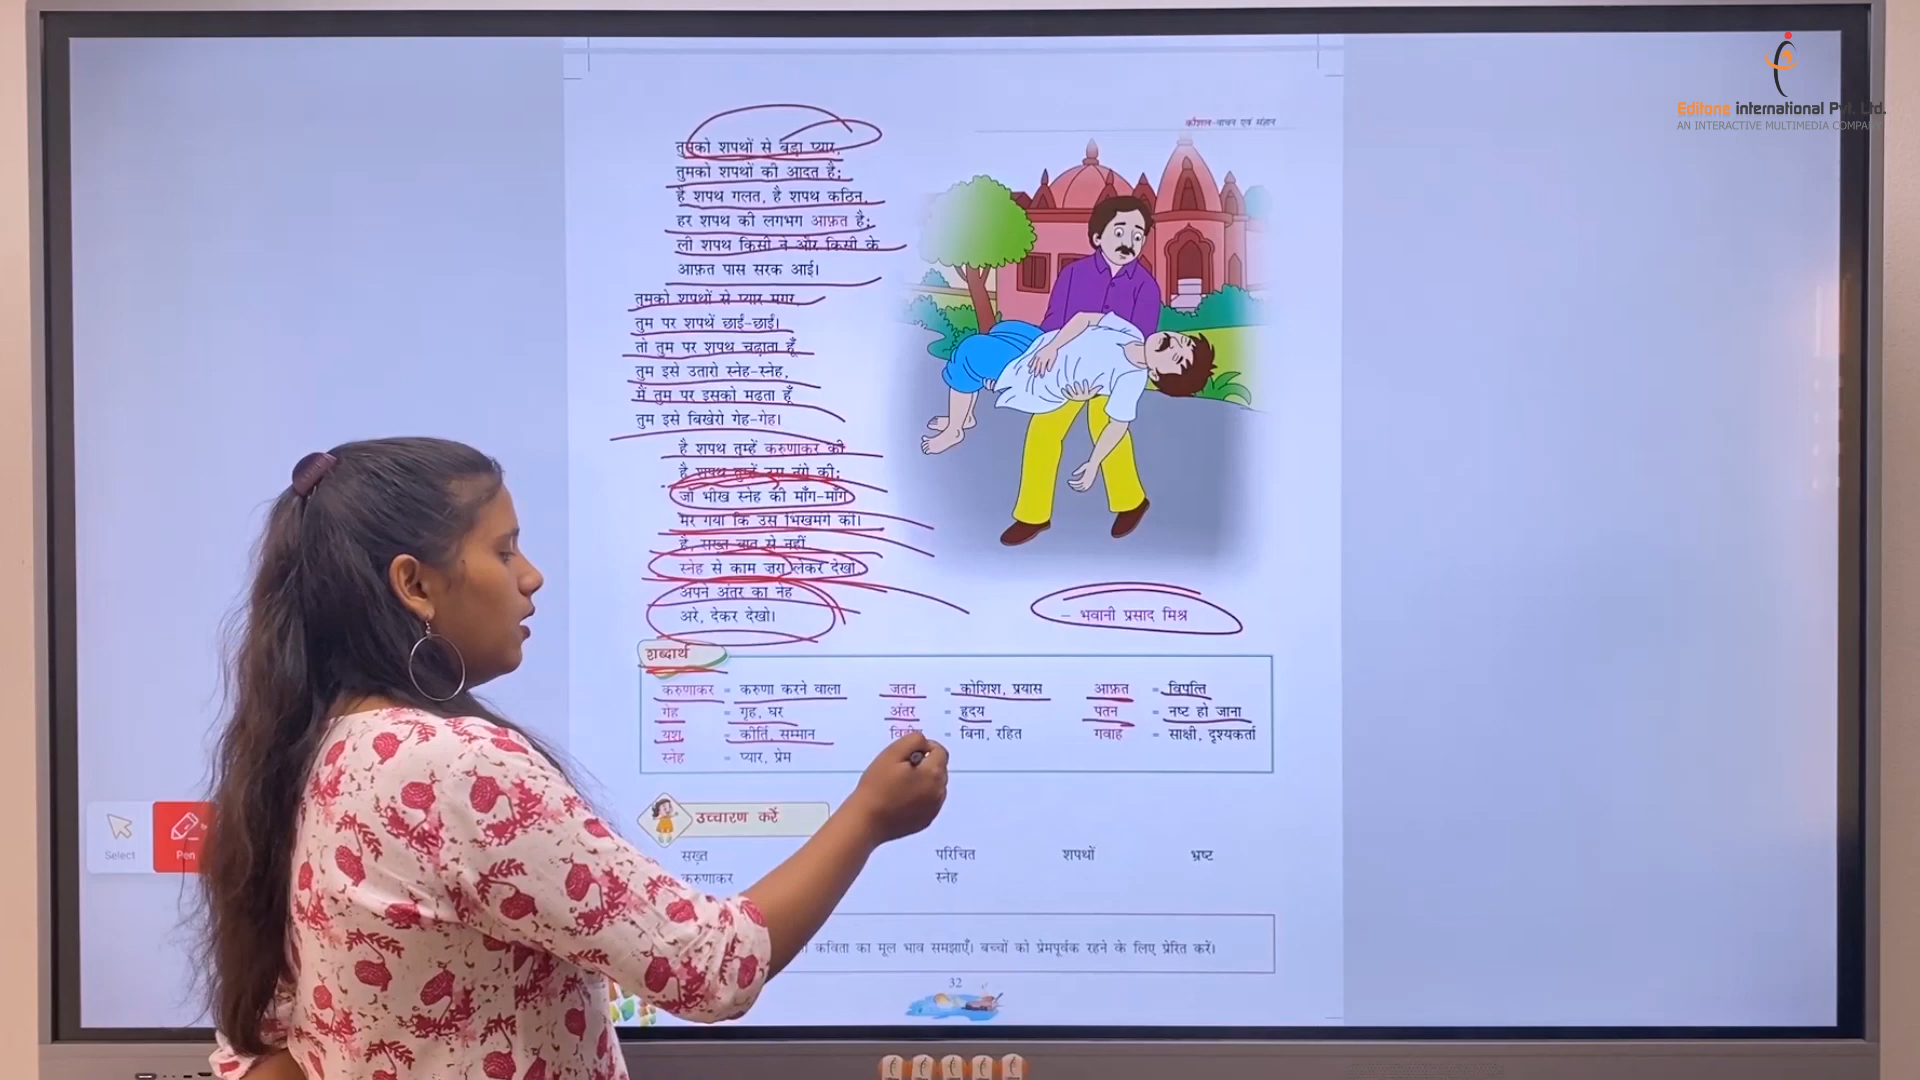 Editone international Pvt. Ltd.
AN INTERACTIVE MULTIMEDIA COMPANY
कौशल-वाचन एवं मंज्ञान
तुमको शपथों से बड़ा प्यार,
तुमको शपथों की आदत है;
है शपथ गलत, है शपथ कठिन,
हर शपथ की लगभग आफ़त है;
ली शपथ किसी ने और किसी के
आफ़त पास सरक आई।
तुमको शपथों से प्यार मगर,
तुम पर शपथें छाईं-छाईं।
तो तुम पर शपथ चढ़ाता हूँ
तुम इसे उतारो स्नेह-स्नेह,
मैं तुम पर इसको मढ़ता हूँ
तुम इसे बिखेरो गेह-गेह।
है शपथ तुम्हें करुणाकर की
है शपथ तुम्हें उस नंगे की;
जो भीख स्नेह की माँग-माँग
मर गया कि उस भिखमंगे की।
है, सख़्त बात से नहीं
स्नेह से काम ज़रा लेकर देखो
अपने अंतर का नेह
अरे, देकर देखो।
– भवानी प्रसाद मिश्र
शब्दार्थ
करुणाकर = करुणा करने वाला जतन = कोशिश, प्रयास आफ़त = विपत्ति
गेह = गृह, घर अंतर = हृदय पतन = नष्ट हो जाना
यश = कीर्ति, सम्मान = बिना, रहित गवाह = साक्षी, दृश्यकर्ता
स्नेह = प्यार, प्रेम
उच्चारण करें
सख़्त परिचित शपथों भ्रष्ट
करुणाकर स्नेह
कविता का मूल भाव समझाएँ। बच्चों को प्रेमपूर्वक रहने के लिए प्रेरित करें।
32
Select
Pen